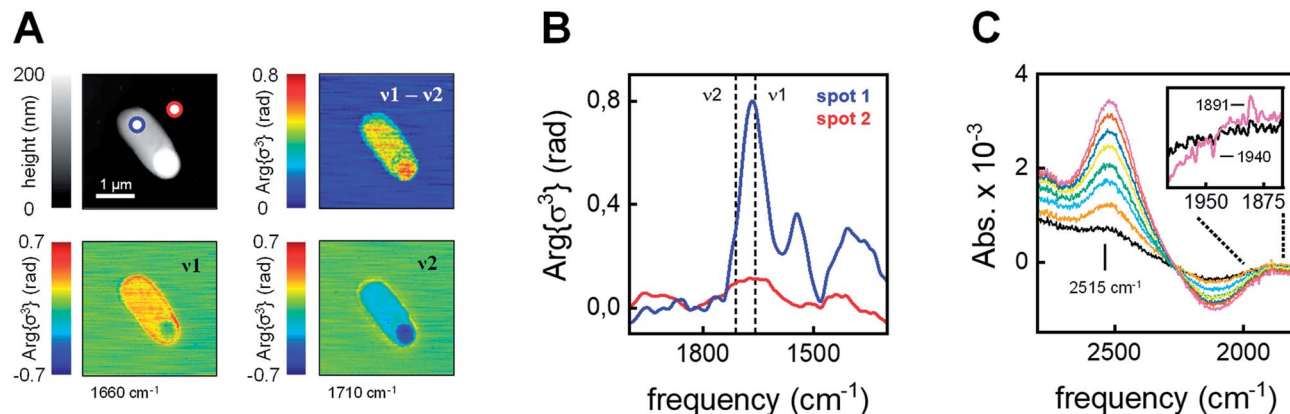 A
200
height (nm)
0
1 µm
0.8
Arg{σ³} (rad)
0
ν1 – ν2
0.7
Arg{σ³} (rad)
-0.7
ν1
1660 cm⁻¹
0.7
Arg{σ³} (rad)
-0.7
ν2
1710 cm⁻¹
B
ν2
ν1
spot 1
spot 2
0.8
0.4
0.0
Arg{σ³} (rad)
1800
1500
frequency (cm⁻¹)
C
4
2
0
Abs. x 10⁻³
2515 cm⁻¹
1891
1940
1950
1875
2500
2000
frequency (cm⁻¹)